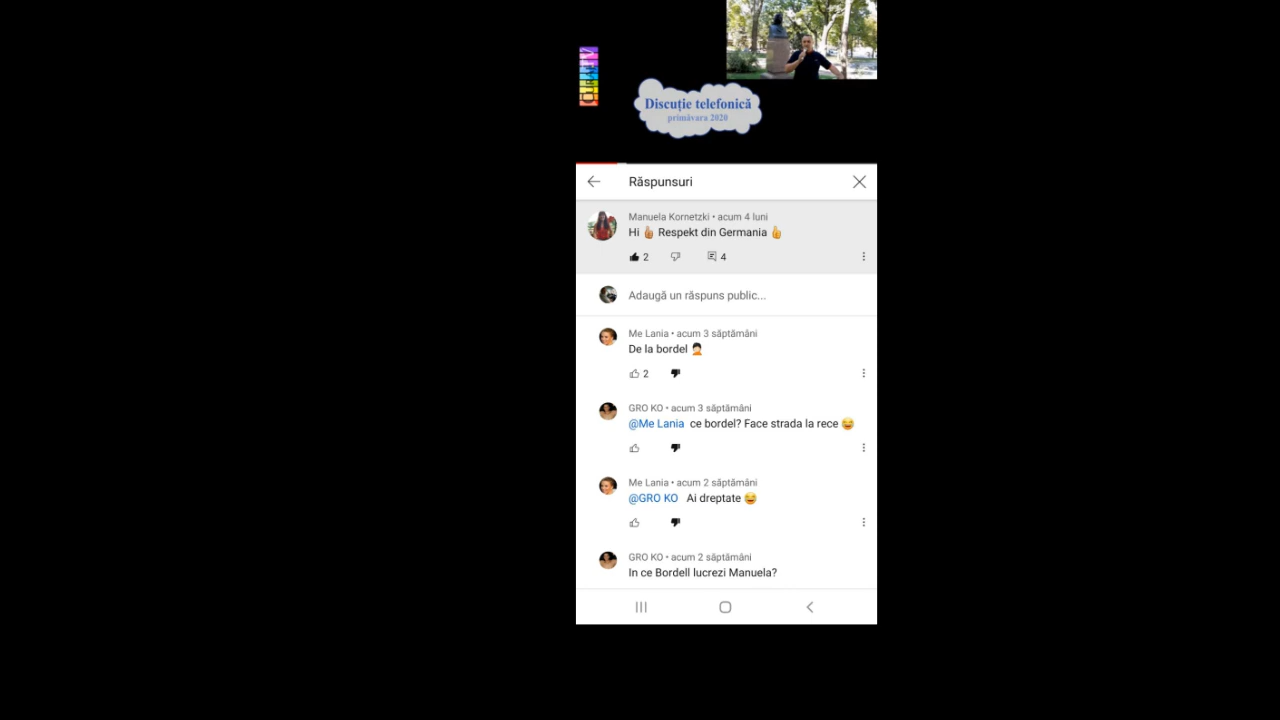 Discuție telefonică
primăvara 2020
Răspunsuri
Manuela Kornetzki • acum 4 luni
Hi 👍🏼 Respekt din Germania 👍
2 4
Adaugă un răspuns public...
Me Lania • acum 3 săptămâni
De la bordel 🤦🏻
2
GRO KO • acum 3 săptămâni
@Me Lania ce bordel? Face strada la rece 😂
Me Lania • acum 2 săptămâni
@GRO KO Ai dreptate 😂
GRO KO • acum 2 săptămâni
In ce Bordell lucrezi Manuela?